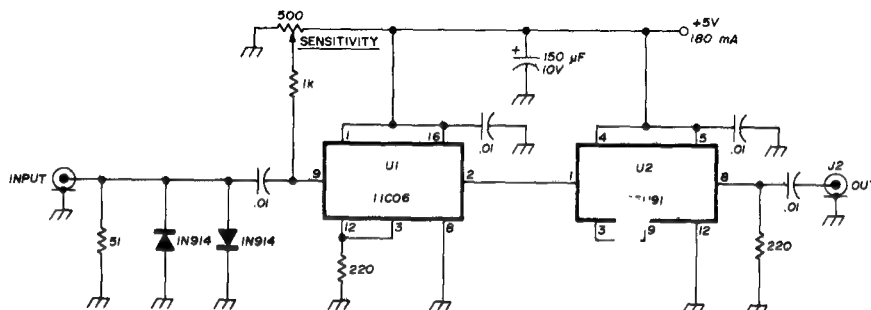 500
SENSITIVITY
+5V
180 mA
+
150 µF
10V
1k
1
16
.01
4
5
.01
INPUT
.01
9
U1
11C06
2
1
U2
8
.01
J2
OUT
51
1N914
1N914
12
3
8
220
3
9
12
220